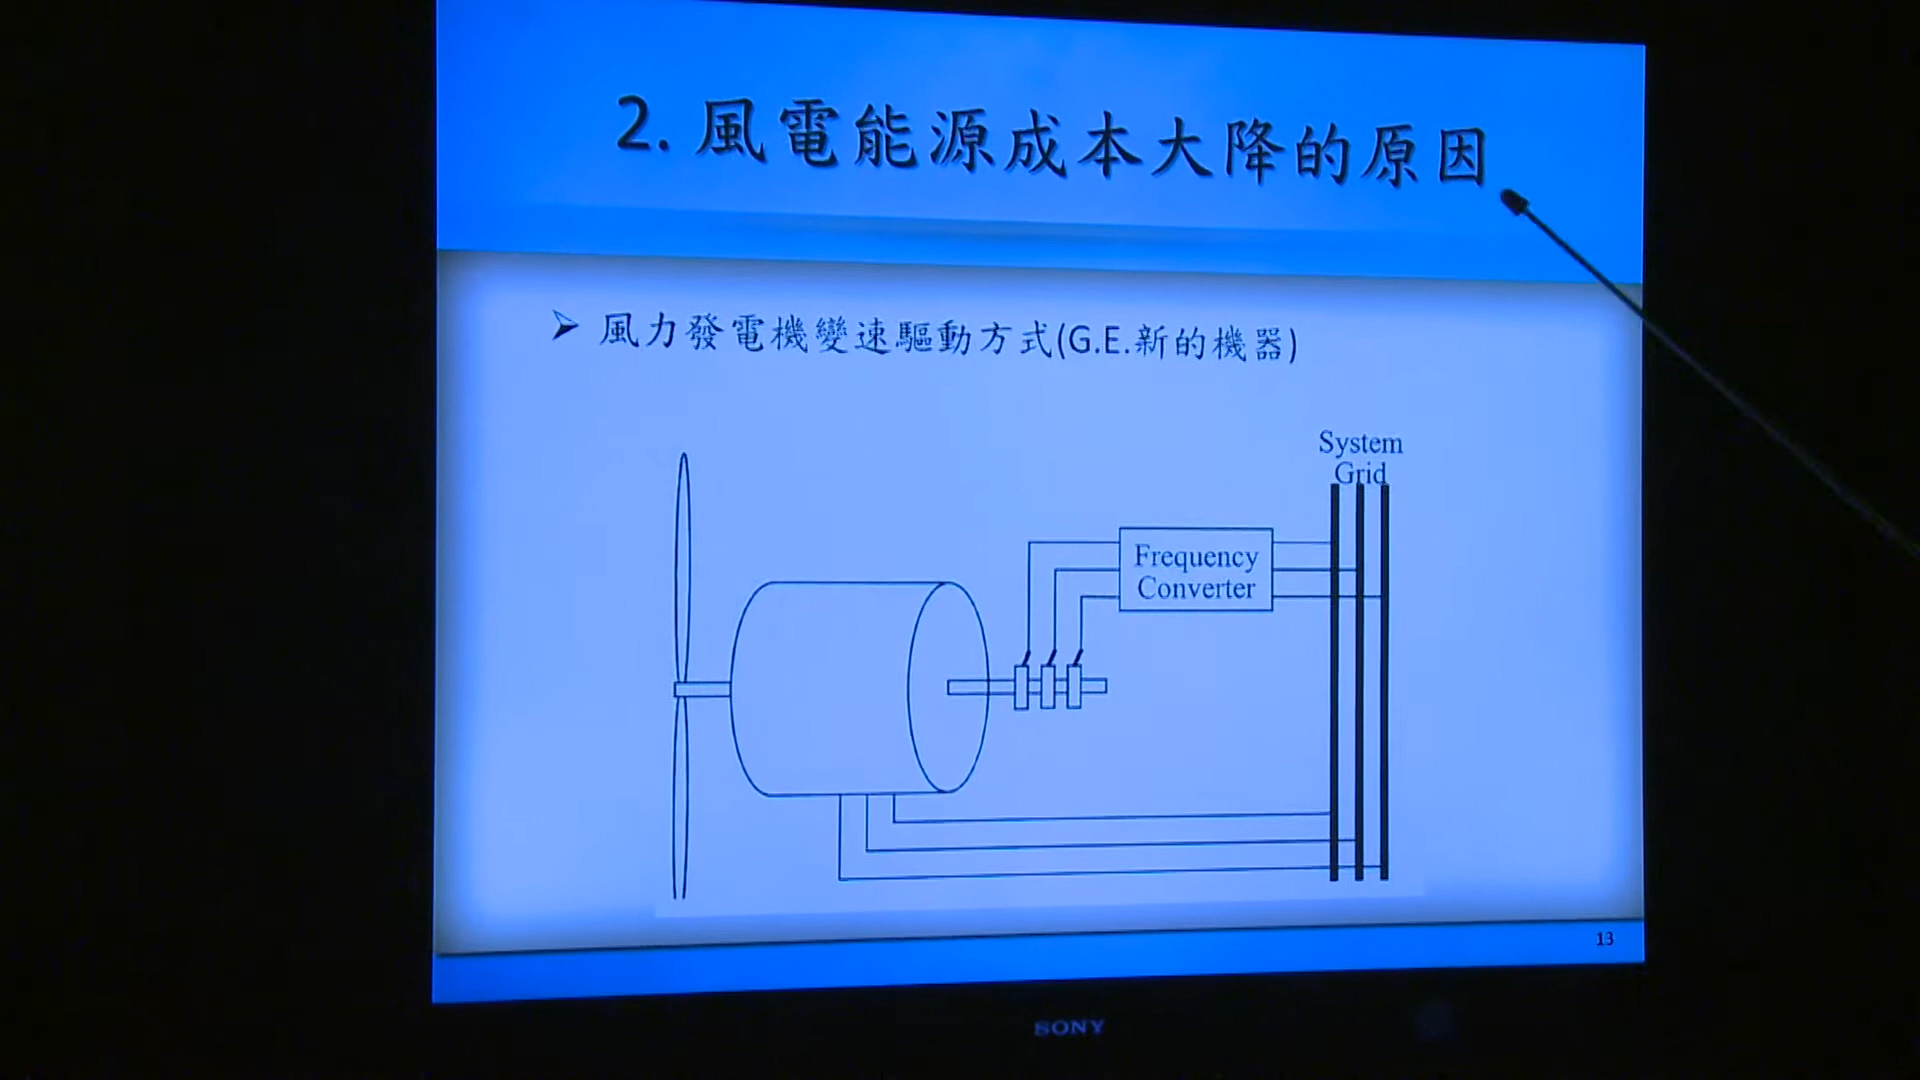 2. 風電能源成本大降的原因
➢ 風力發電機變速驅動方式(G.E.新的機器)
System
Grid
Frequency
Converter
13
SONY